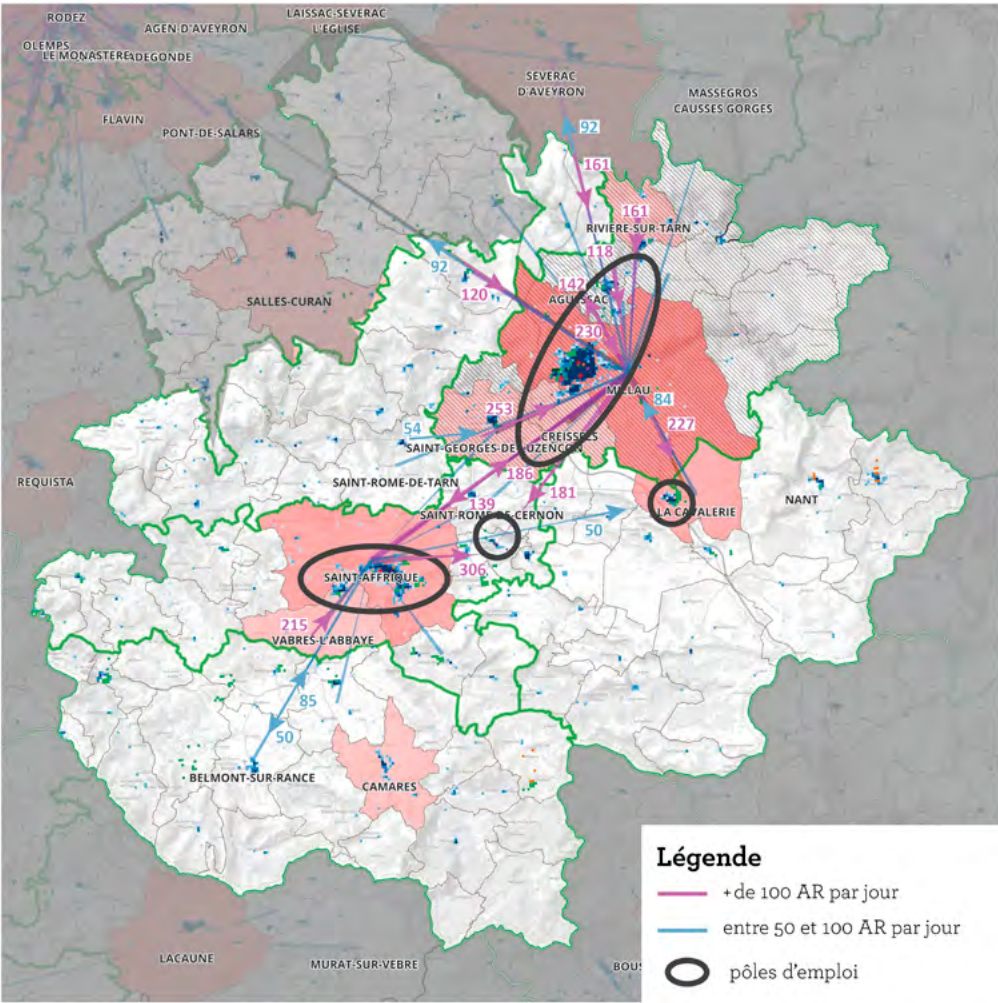 RODEZ
LAISSAC-SEVERAC
L'EGLISE
AGEN D'AVEYRON
OLEMPS
LE MONASTERE
FLAVIN
PONT-DE-SALARS
SEVERAC
D'AVEYRON
MASSEGROS
CAUSSES GORGES
92
161
161
RIVIERE-SUR-TARN
118
92
120
142
AGUESSAC
SALLES-CURAN
230
MILLAU
84
253
227
54
CREISSELS
SAINT-GEORGES-DE-LUZENCON
186
REQUISTA
SAINT-ROME-DE-TARN
181
139
NANT
SAINT-ROME-DE-CERNON
LA CAVALERIE
50
306
SAINT-AFFRIQUE
215
VABRES-L'ABBAYE
85
50
BELMONT-SUR-RANCE
CAMARES
LACAUNE
MURAT-SUR-VEBRE
BOUS
Légende
+ de 100 AR par jour
entre 50 et 100 AR par jour
pôles d'emploi